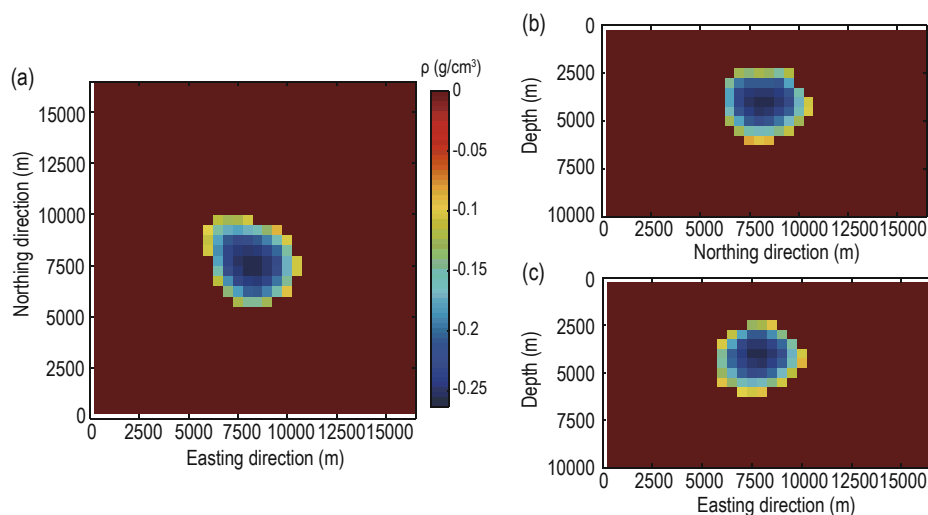 (a)
ρ (g/cm³)
0
-0.05
-0.1
-0.15
-0.2
-0.25
Northing direction (m)
15000
12500
10000
7500
5000
2500
0
0 2500 5000 7500 10000 12500 15000
Easting direction (m)
(b)
Depth (m)
0
2500
5000
7500
10000
0 2500 5000 7500 10000 12500 15000
Northing direction (m)
(c)
Depth (m)
0
2500
5000
7500
10000
0 2500 5000 7500 10000 12500 15000
Easting direction (m)